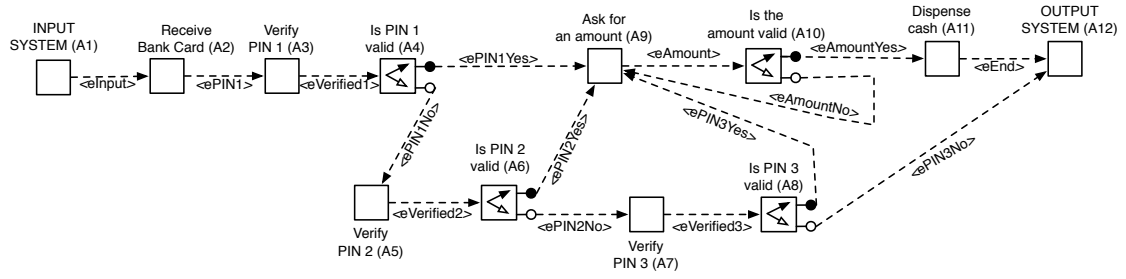 INPUT
SYSTEM (A1)
Receive
Bank Card (A2)
Verify
PIN 1 (A3)
Is PIN 1
valid (A4)
Ask for
an amount (A9)
Is the
amount valid (A10)
Dispense
cash (A11)
OUTPUT
SYSTEM (A12)
<eInput>
<ePIN1>
<eVerified1>
<ePIN1Yes>
<eAmount>
<eAmountYes>
<eEnd>
<eAmountNo>
<ePIN1No>
<ePIN2Yes>
<ePIN3Yes>
<ePIN3No>
Is PIN 2
valid (A6)
Is PIN 3
valid (A8)
<eVerified2>
<ePIN2No>
<eVerified3>
Verify
PIN 2 (A5)
Verify
PIN 3 (A7)